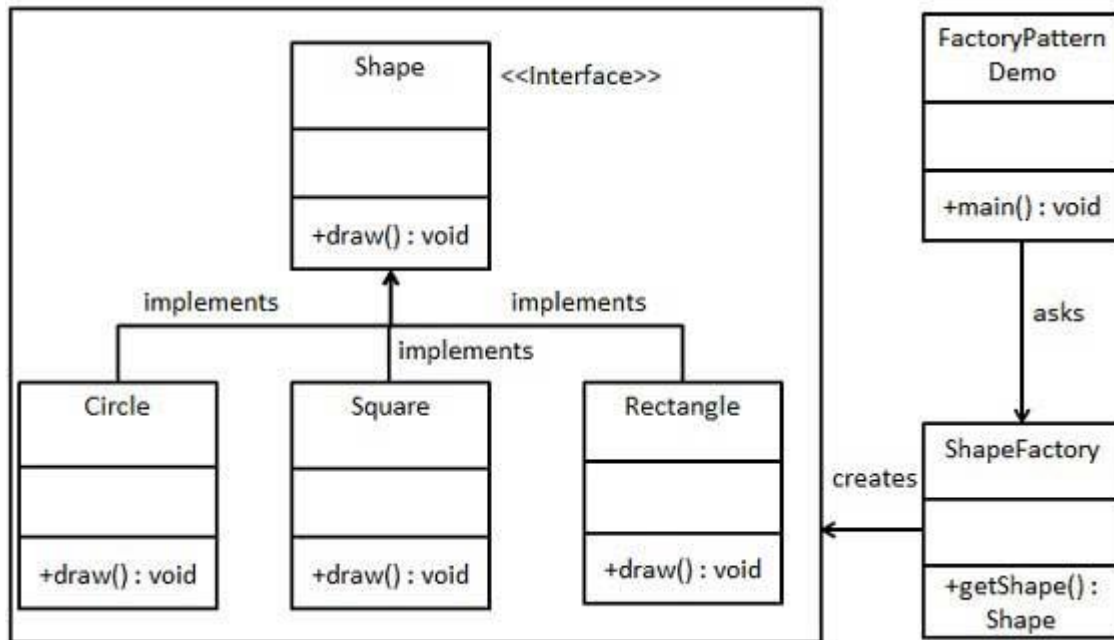 Shape
<<Interface>>
+draw() : void
FactoryPattern
Demo
+main() : void
implements
implements
implements
asks
Circle
+draw() : void
Square
+draw() : void
Rectangle
+draw() : void
creates
ShapeFactory
+getShape() :
Shape